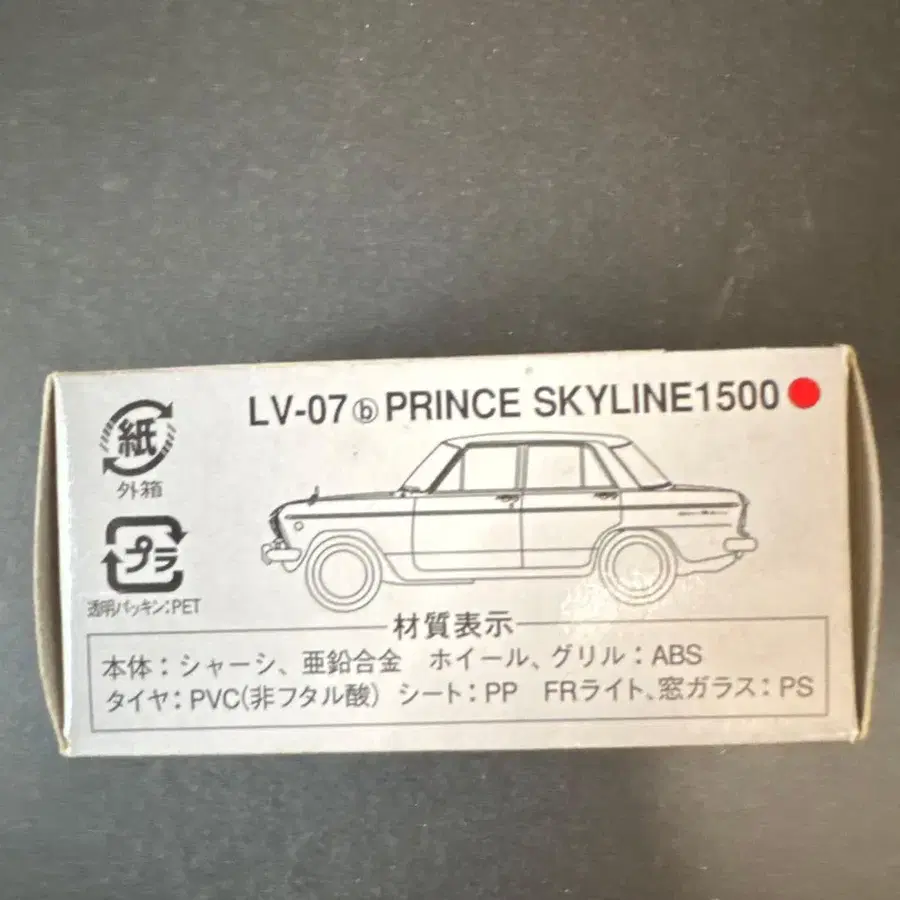 LV-07 ⓑ PRINCE SKYLINE1500
紙
外箱
プラ
透明パッキン:PET
材質表示
本体：シャーシ、亜鉛合金　ホイール、グリル：ABS
タイヤ：PVC(非フタル酸)　シート：PP　FRライト、窓ガラス：PS